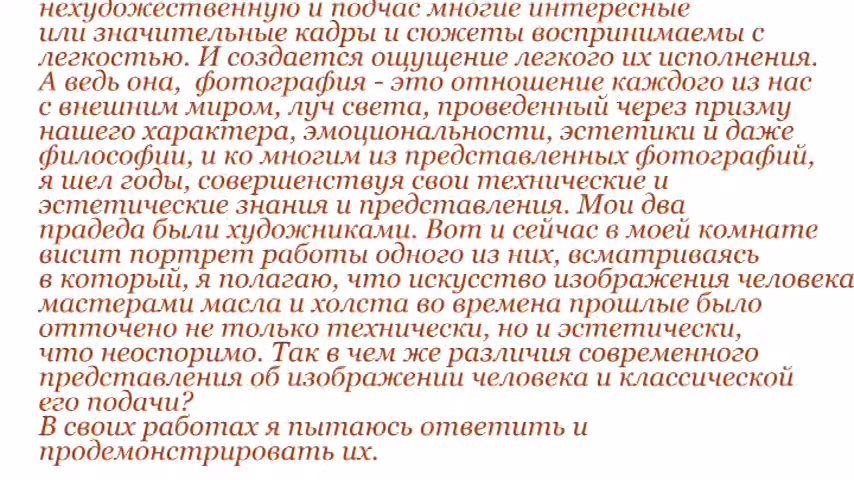 нехудожественную и подчас многие интересные
или значительные кадры и сюжеты воспринимаемы с
легкостью. И создается ощущение легкого их исполнения.
А ведь она, фотография - это отношение каждого из нас
с внешним миром, луч света, проведенный через призму
нашего характера, эмоциональности, эстетики и даже
философии, и ко многим из представленных фотографий,
я шел годы, совершенствуя свои технические и
эстетические знания и представления. Мои два
прадеда были художниками. Вот и сейчас в моей комнате
висит портрет работы одного из них, всматриваясь
в который, я полагаю, что искусство изображения человека
мастерами масла и холста во времена прошлые было
отточено не только технически, но и эстетически,
что неоспоримо. Так в чем же различия современного
представления об изображении человека и классической
его подачи?
В своих работах я пытаюсь ответить и
продемонстрировать их.